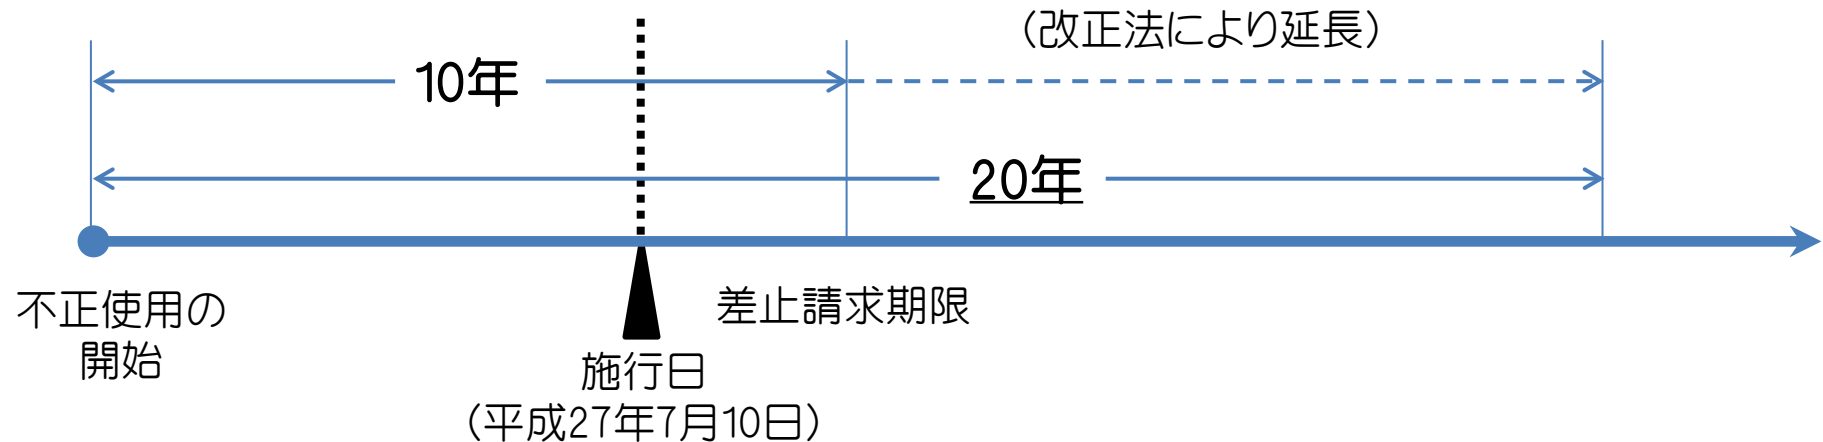 （改正法により延長）
10年
20年
不正使用の
開始
差止請求期限
施行日
（平成27年7月10日）